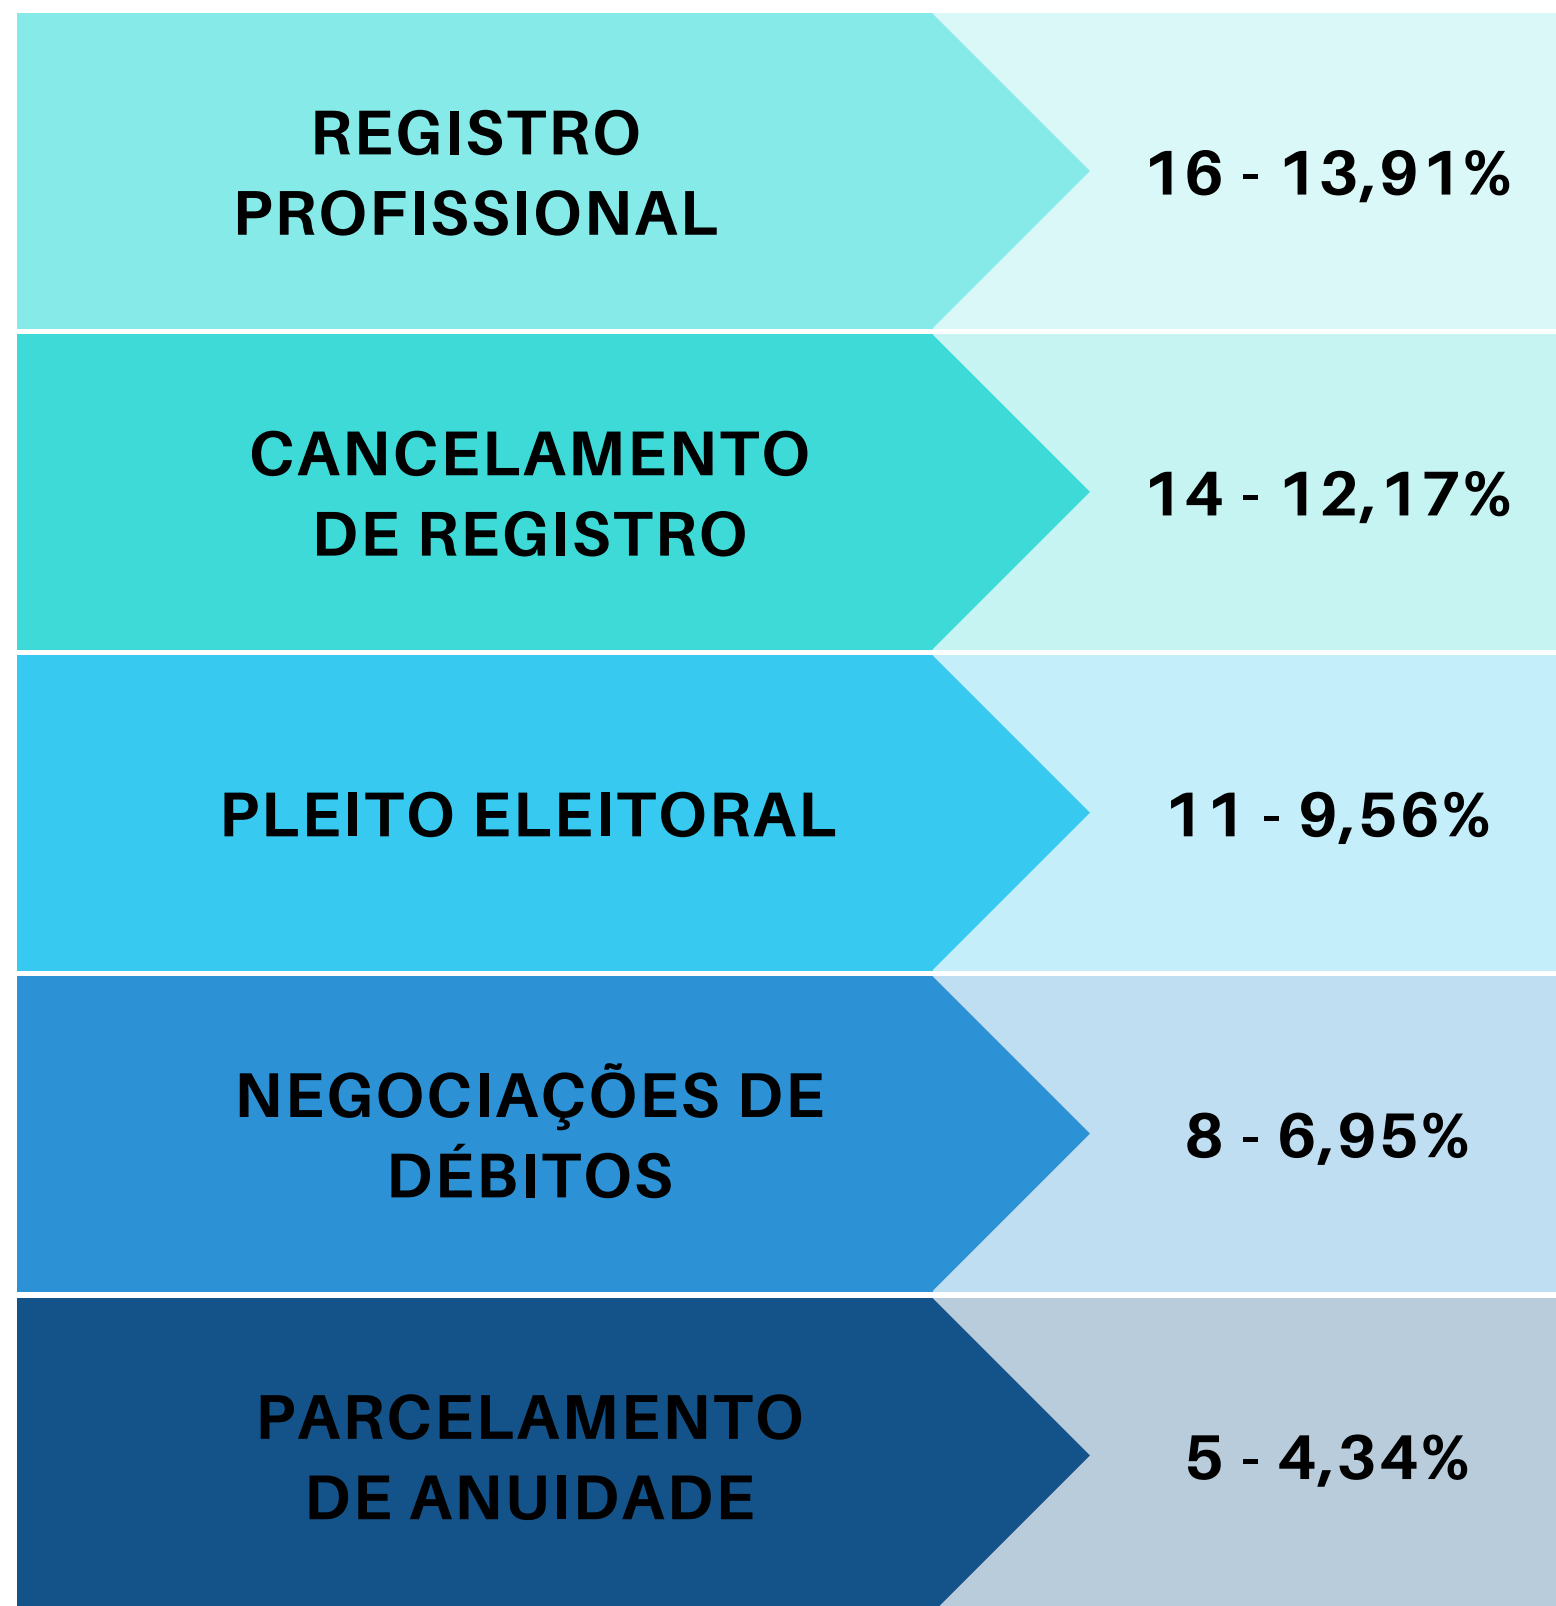 REGISTRO
PROFISSIONAL
16 - 13,91%
CANCELAMENTO
DE REGISTRO
14 - 12,17%
PLEITO ELEITORAL
11 - 9,56%
NEGOCIAÇÕES DE
DÉBITOS
8 - 6,95%
PARCELAMENTO
DE ANUIDADE
5 - 4,34%